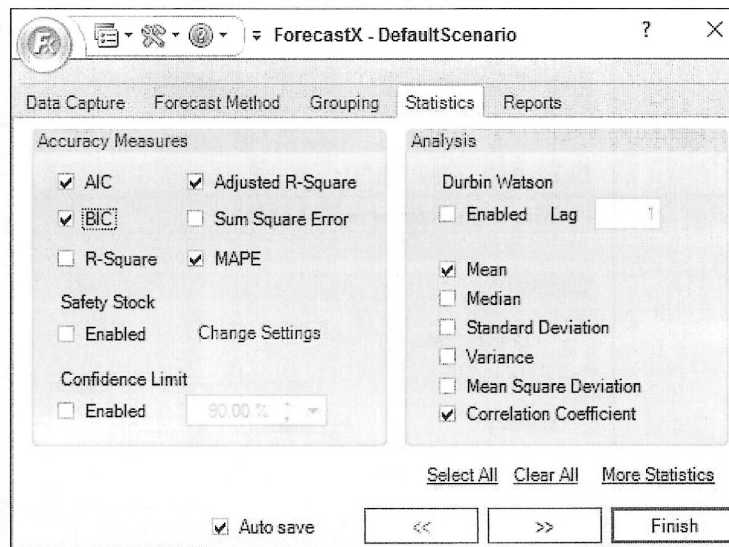 Fx ForecastX - DefaultScenario ? ×
Data Capture Forecast Method Grouping Statistics Reports
Accuracy Measures
AIC Adjusted R-Square
BIC Sum Square Error
R-Square MAPE
Safety Stock
Enabled Change Settings
Confidence Limit
Enabled 90.00 %
Analysis
Durbin Watson
Enabled Lag 1
Mean
Median
Standard Deviation
Variance
Mean Square Deviation
Correlation Coefficient
Select All Clear All More Statistics
Auto save << >> Finish